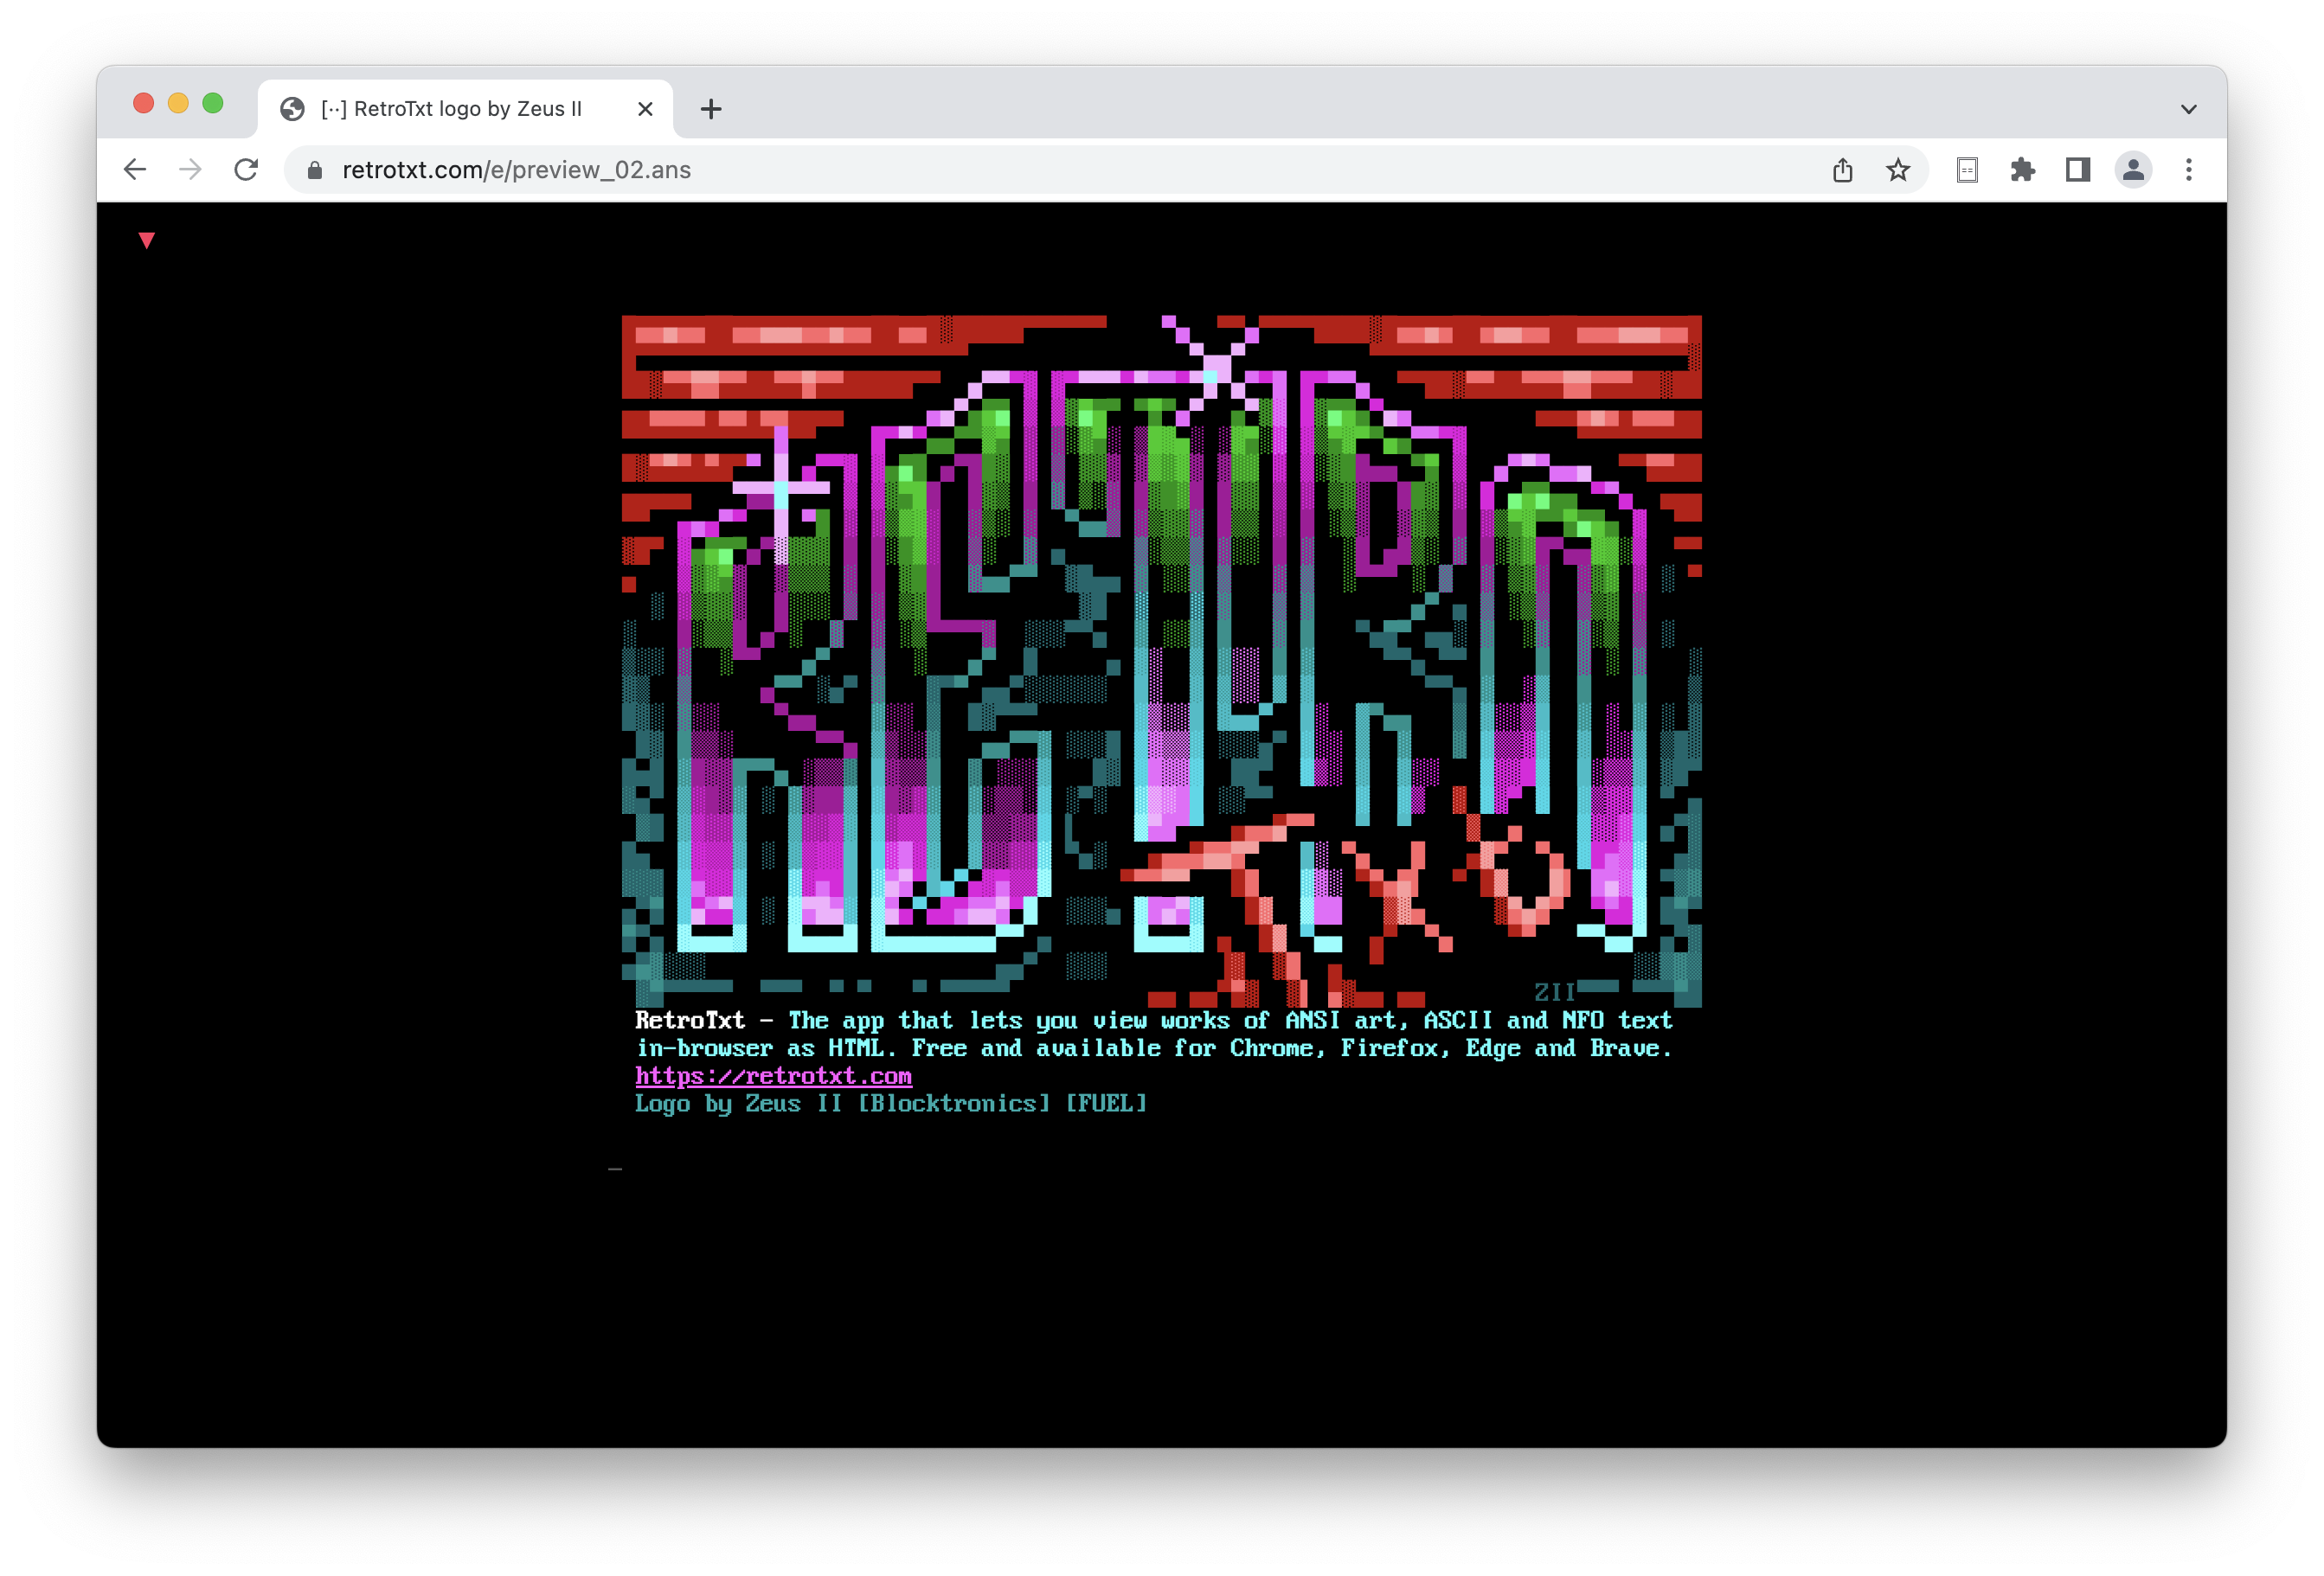 [··] RetroTxt logo by Zeus II
retrotxt.com/e/preview_02.ans
Retro
Txt
ZII
RetroTxt – The app that lets you view works of ANSI art, ASCII and NFO text
in-browser as HTML. Free and available for Chrome, Firefox, Edge and Brave.
https://retrotxt.com
Logo by Zeus II [Blocktronics] [FUEL]